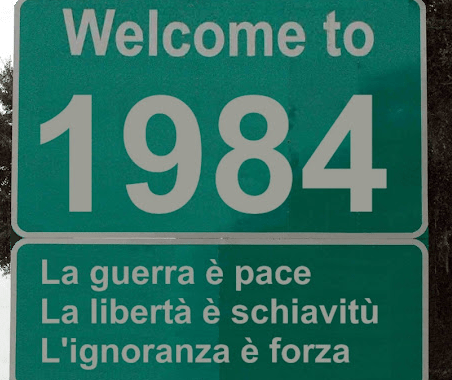 Welcome to
1984
La guerra è pace
La libertà è schiavitù
L'ignoranza è forza